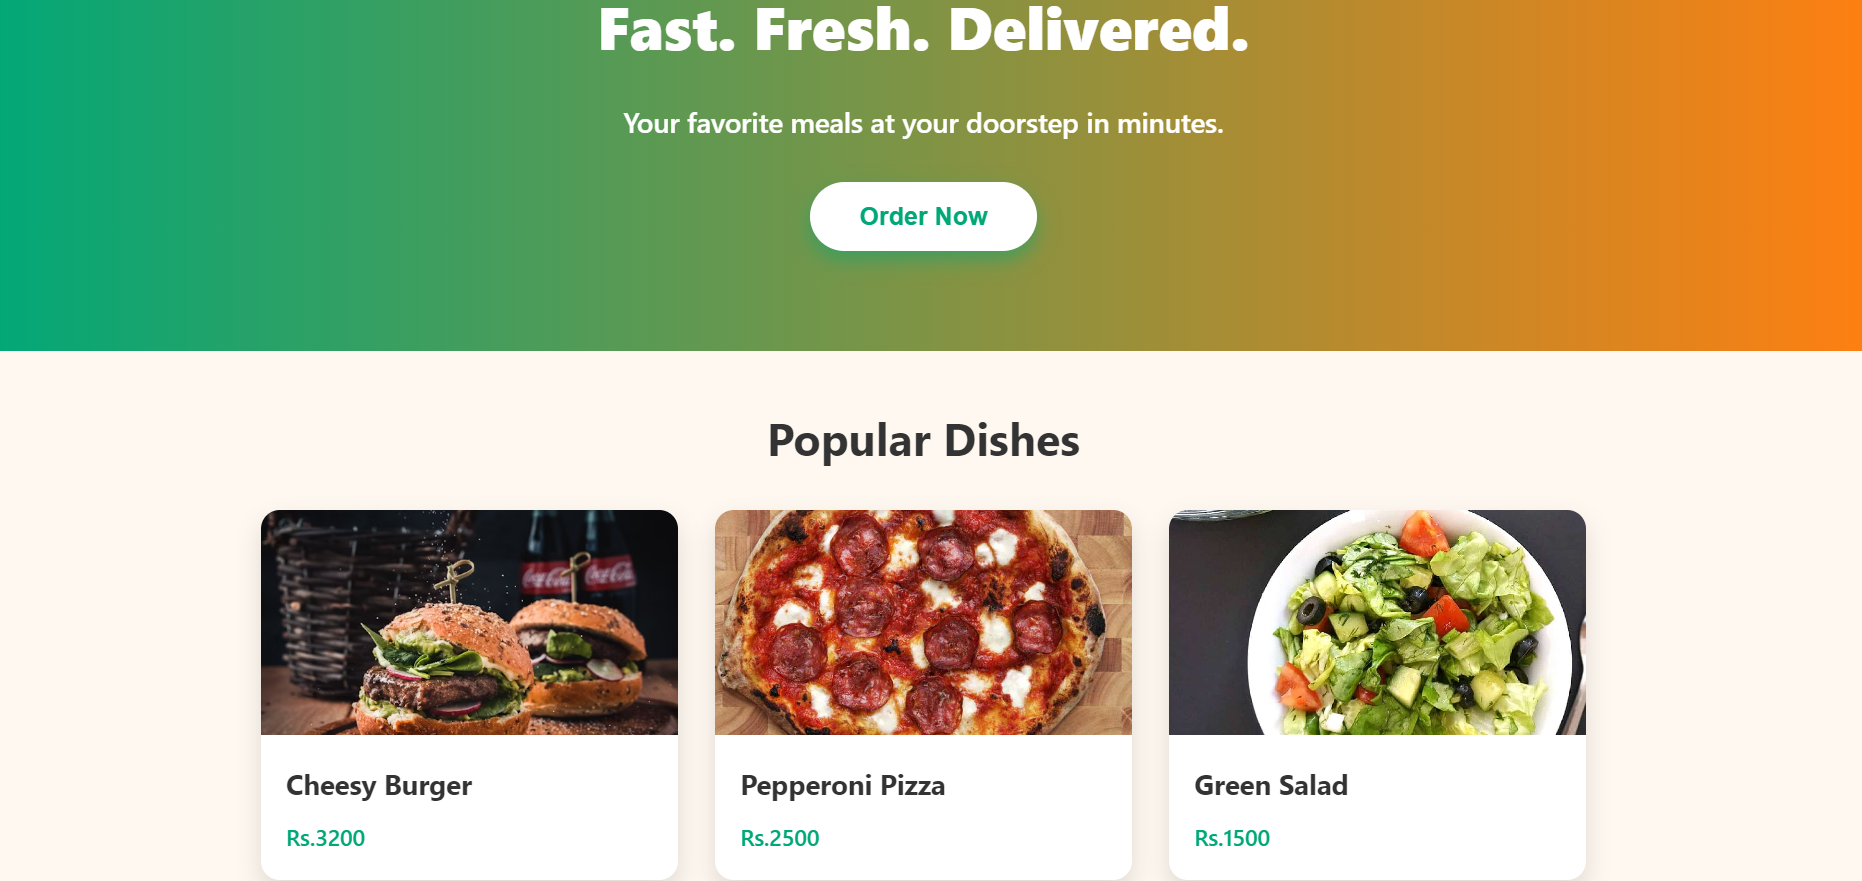 Fast. Fresh. Delivered.
Your favorite meals at your doorstep in minutes.
Order Now
Popular Dishes
Coca-Cola Coca-Cola
Cheesy Burger
Rs.3200
Pepperoni Pizza
Rs.2500
Green Salad
Rs.1500